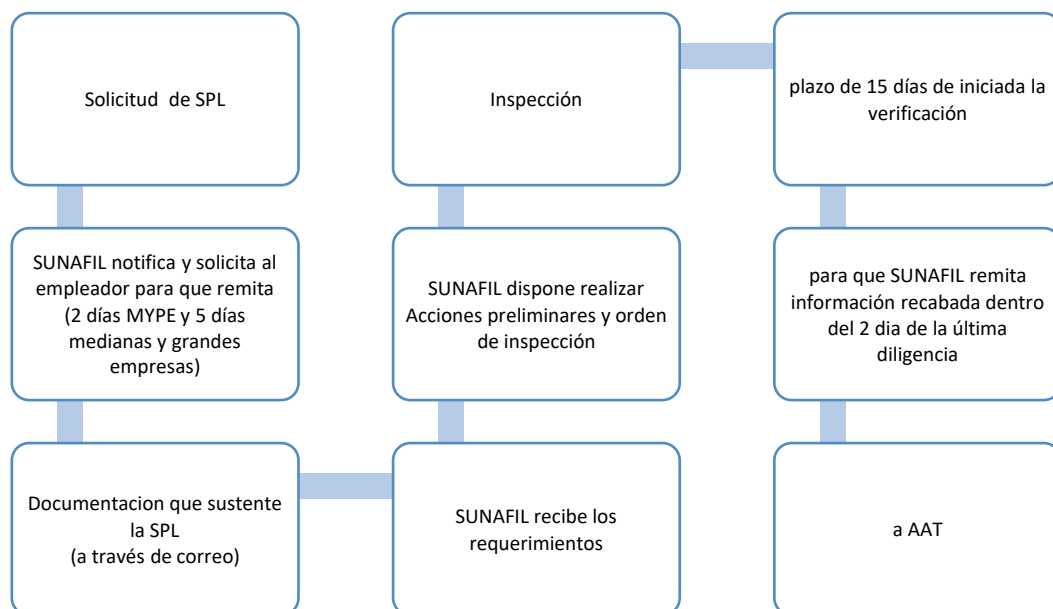 Solicitud de SPL
SUNAFIL notifica y solicita al
empleador para que remita
(2 días MYPE y 5 días
medianas y grandes
empresas)
Documentacion que sustente
la SPL
(a través de correo)
SUNAFIL recibe los
requerimientos
SUNAFIL dispone realizar
Acciones preliminares y orden
de inspección
Inspección
plazo de 15 días de iniciada la
verificación
para que SUNAFIL remita
información recabada dentro
del 2 dia de la última
diligencia
a AAT